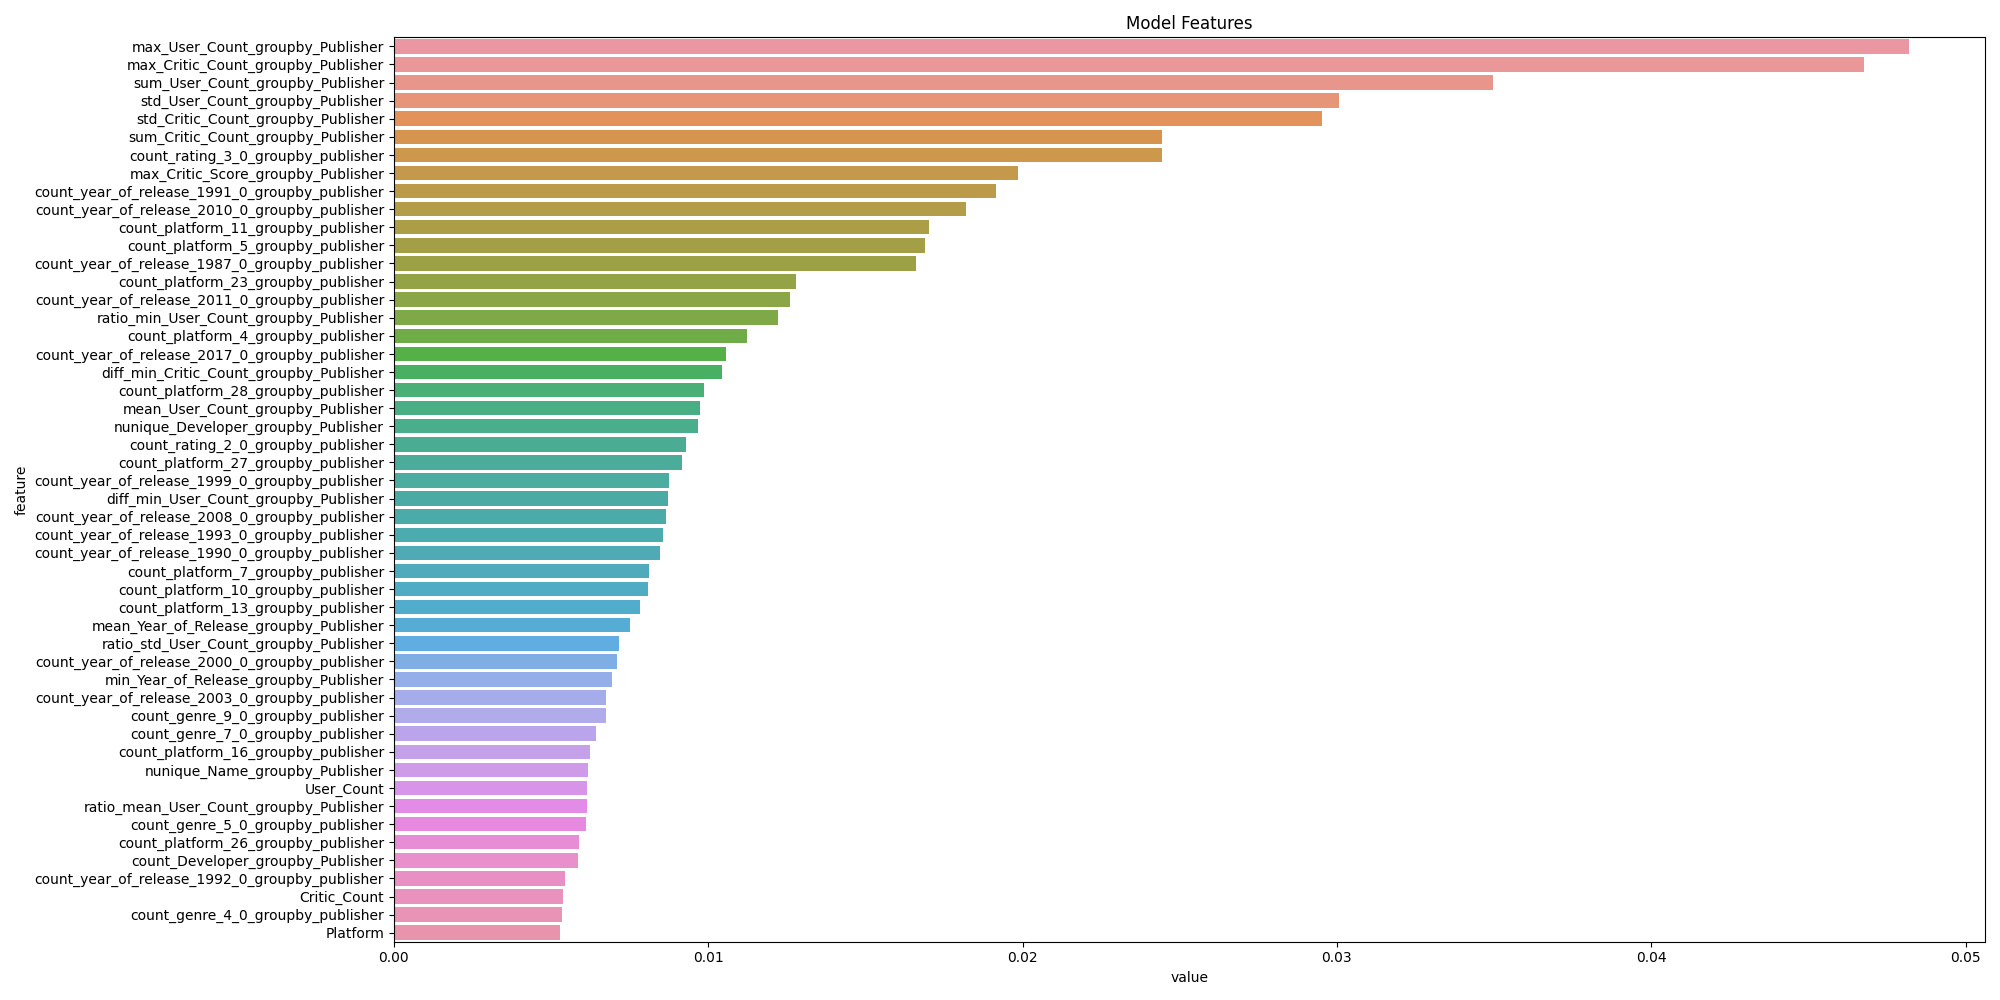 Model Features
max_User_Count_groupby_Publisher
max_Critic_Count_groupby_Publisher
sum_User_Count_groupby_Publisher
std_User_Count_groupby_Publisher
std_Critic_Count_groupby_Publisher
sum_Critic_Count_groupby_Publisher
count_rating_3_0_groupby_publisher
max_Critic_Score_groupby_Publisher
count_year_of_release_1991_0_groupby_publisher
count_year_of_release_2010_0_groupby_publisher
count_platform_11_groupby_publisher
count_platform_5_groupby_publisher
count_year_of_release_1987_0_groupby_publisher
count_platform_23_groupby_publisher
count_year_of_release_2011_0_groupby_publisher
ratio_min_User_Count_groupby_Publisher
count_platform_4_groupby_publisher
count_year_of_release_2017_0_groupby_publisher
diff_min_Critic_Count_groupby_Publisher
count_platform_28_groupby_publisher
mean_User_Count_groupby_Publisher
nunique_Developer_groupby_Publisher
count_rating_2_0_groupby_publisher
count_platform_27_groupby_publisher
count_year_of_release_1999_0_groupby_publisher
diff_min_User_Count_groupby_Publisher
count_year_of_release_2008_0_groupby_publisher
count_year_of_release_1993_0_groupby_publisher
count_year_of_release_1990_0_groupby_publisher
count_platform_7_groupby_publisher
count_platform_10_groupby_publisher
count_platform_13_groupby_publisher
mean_Year_of_Release_groupby_Publisher
ratio_std_User_Count_groupby_Publisher
count_year_of_release_2000_0_groupby_publisher
min_Year_of_Release_groupby_Publisher
count_year_of_release_2003_0_groupby_publisher
count_genre_9_0_groupby_publisher
count_genre_7_0_groupby_publisher
count_platform_16_groupby_publisher
nunique_Name_groupby_Publisher
User_Count
ratio_mean_User_Count_groupby_Publisher
count_genre_5_0_groupby_publisher
count_platform_26_groupby_publisher
count_Developer_groupby_Publisher
count_year_of_release_1992_0_groupby_publisher
Critic_Count
count_genre_4_0_groupby_publisher
Platform
feature
0.00 0.01 0.02 0.03 0.04 0.05
value